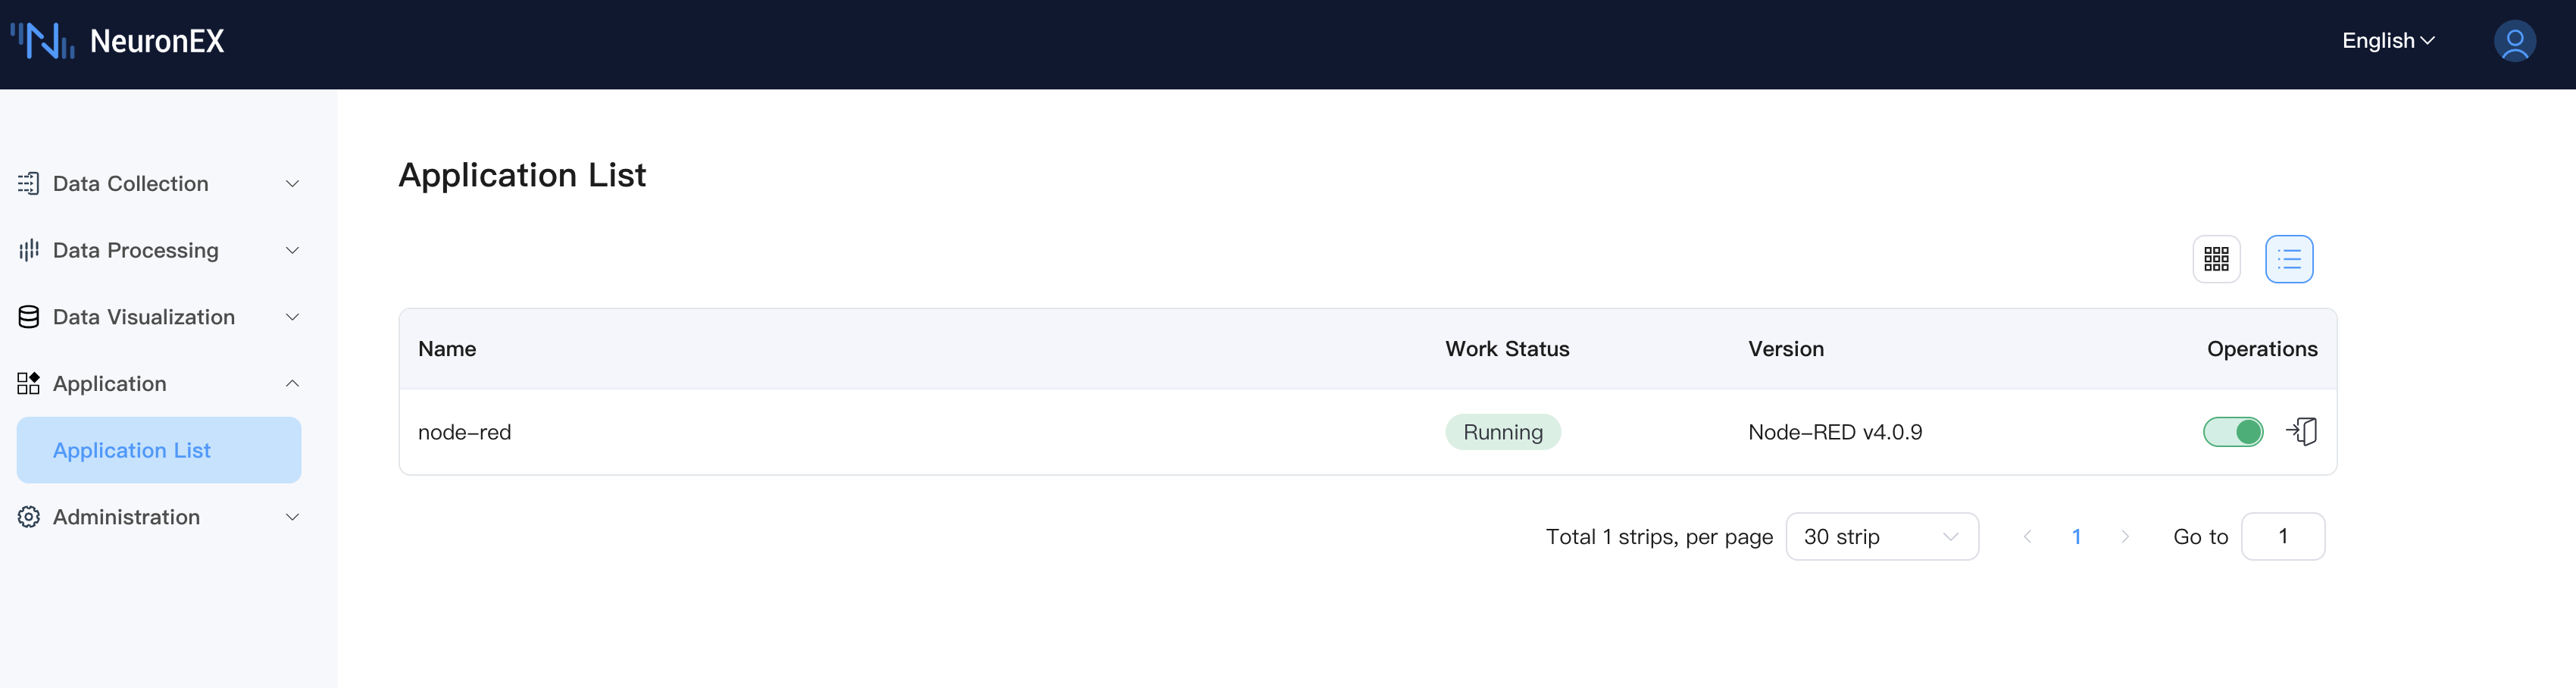 NeuronEX
English
Data Collection
Data Processing
Data Visualization
Application
Application List
Administration
Application List
Name Work Status Version Operations
node-red Running Node-RED v4.0.9
Total 1 strips, per page 30 strip 1 Go to 1